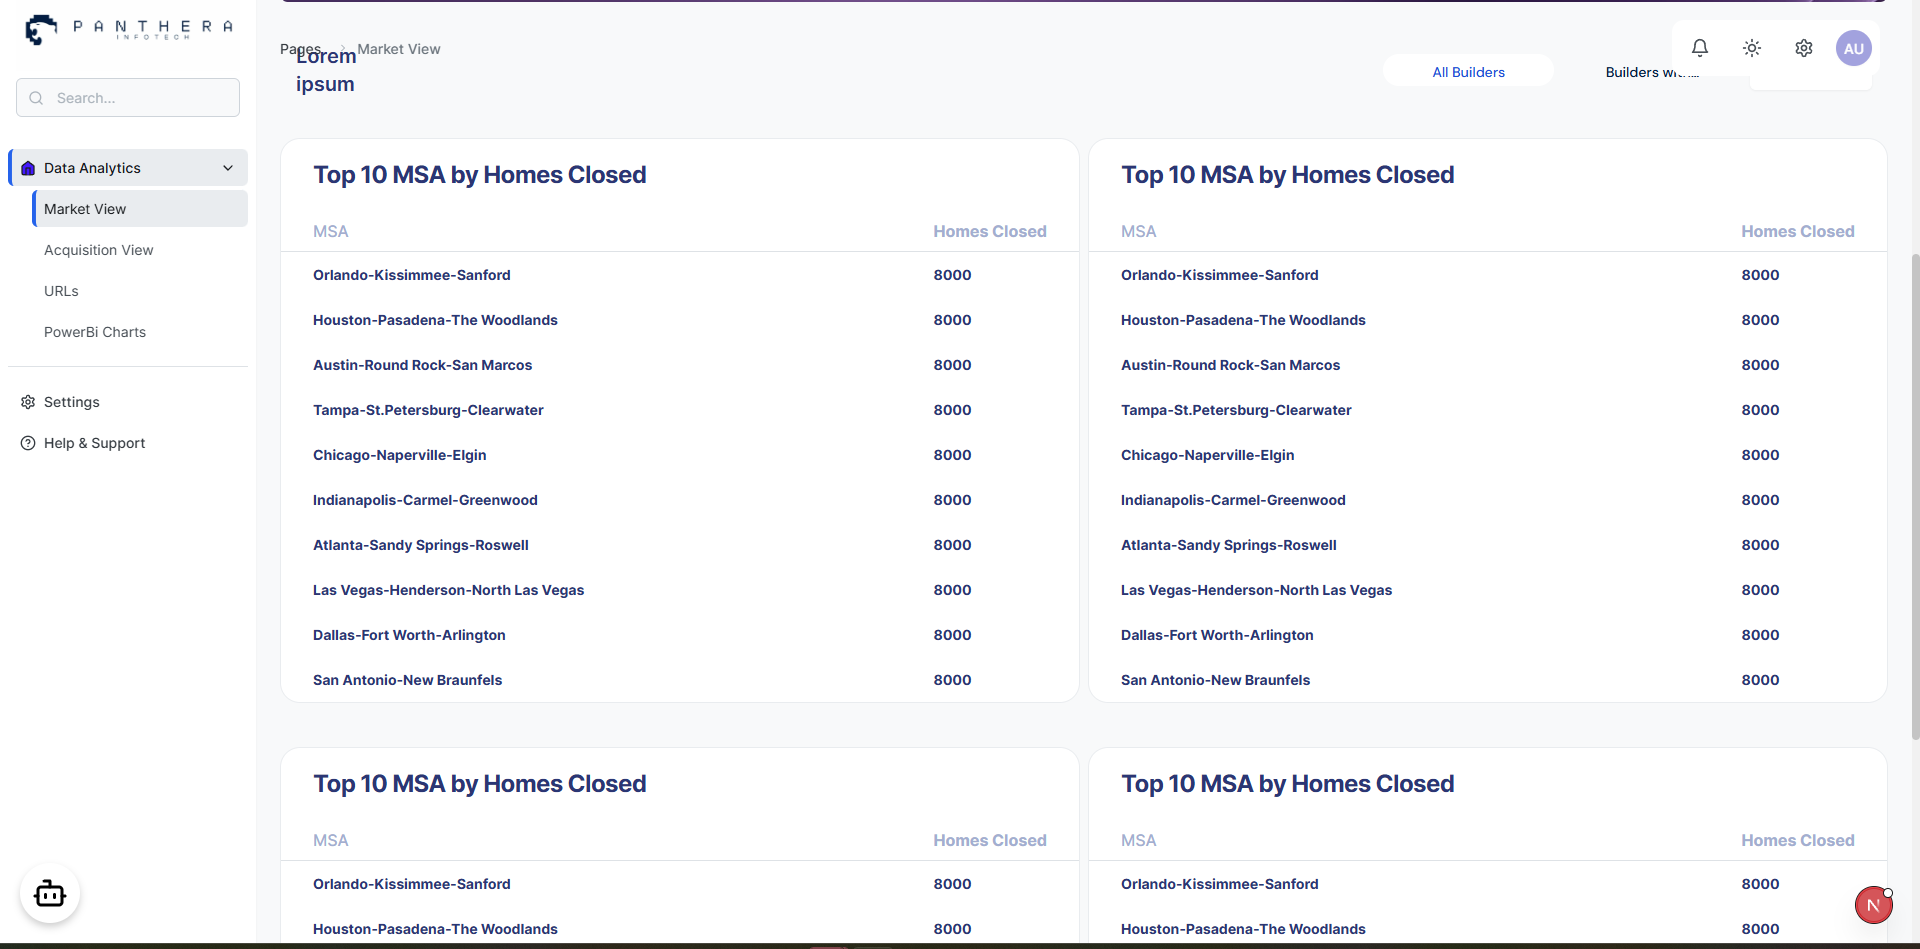 PANTHERA
INFOTECH
Search...
Data Analytics
Market View
Acquisition View
URLs
PowerBi Charts
Settings
Help & Support
Pages > Market View
Lorem
ipsum
All Builders
Builders with...
AU
Top 10 MSA by Homes Closed
MSA Homes Closed
Orlando-Kissimmee-Sanford 8000
Houston-Pasadena-The Woodlands 8000
Austin-Round Rock-San Marcos 8000
Tampa-St.Petersburg-Clearwater 8000
Chicago-Naperville-Elgin 8000
Indianapolis-Carmel-Greenwood 8000
Atlanta-Sandy Springs-Roswell 8000
Las Vegas-Henderson-North Las Vegas 8000
Dallas-Fort Worth-Arlington 8000
San Antonio-New Braunfels 8000
Top 10 MSA by Homes Closed
MSA Homes Closed
Orlando-Kissimmee-Sanford 8000
Houston-Pasadena-The Woodlands 8000
Austin-Round Rock-San Marcos 8000
Tampa-St.Petersburg-Clearwater 8000
Chicago-Naperville-Elgin 8000
Indianapolis-Carmel-Greenwood 8000
Atlanta-Sandy Springs-Roswell 8000
Las Vegas-Henderson-North Las Vegas 8000
Dallas-Fort Worth-Arlington 8000
San Antonio-New Braunfels 8000
Top 10 MSA by Homes Closed
MSA Homes Closed
Orlando-Kissimmee-Sanford 8000
Houston-Pasadena-The Woodlands 8000
Top 10 MSA by Homes Closed
MSA Homes Closed
Orlando-Kissimmee-Sanford 8000
Houston-Pasadena-The Woodlands 8000
N